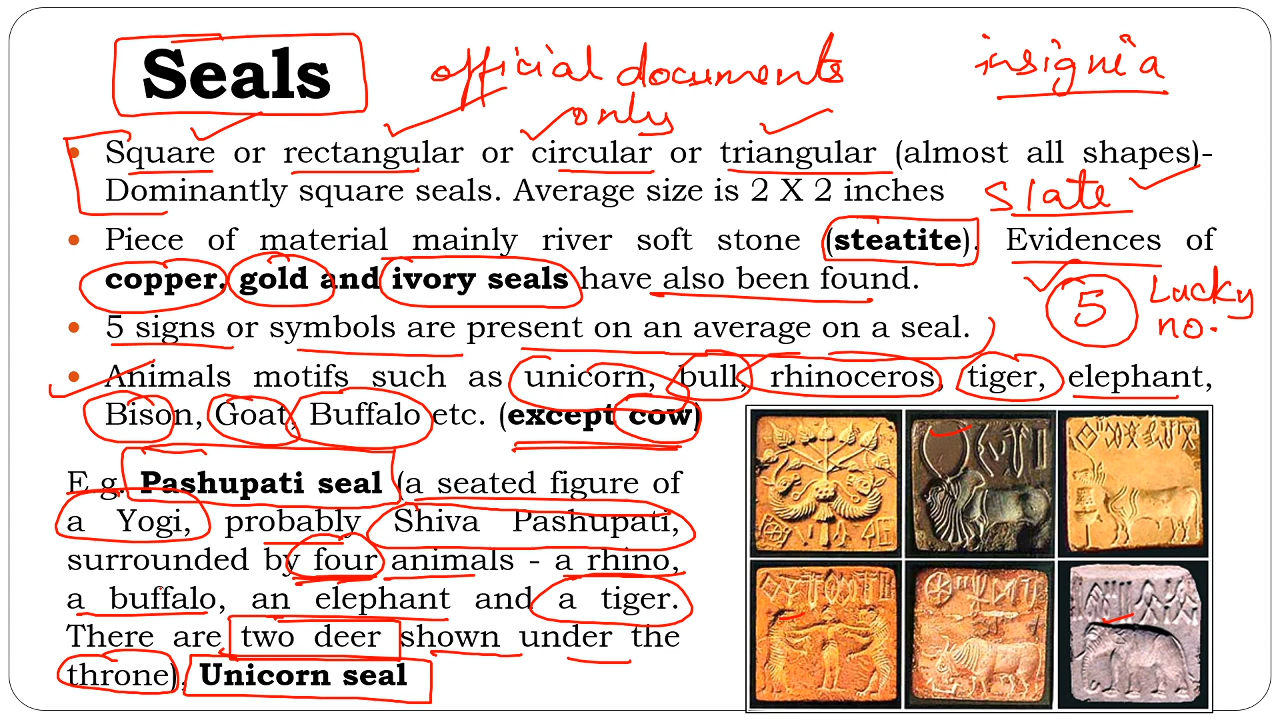 Seals
official documents
only
insignia
• Square or rectangular or circular or triangular (almost all shapes)-
Dominantly square seals. Average size is 2 X 2 inches
slate
• Piece of material mainly river soft stone (steatite). Evidences of
copper, gold and ivory seals have also been found.
5 Lucky
no.
• 5 signs or symbols are present on an average on a seal.
• Animals motifs such as unicorn, bull, rhinoceros, tiger, elephant,
Bison, Goat, Buffalo etc. (except cow)
E.g. Pashupati seal (a seated figure of
a Yogi, probably Shiva Pashupati,
surrounded by four animals - a rhino,
a buffalo, an elephant and a tiger.
There are two deer shown under the
throne), Unicorn seal